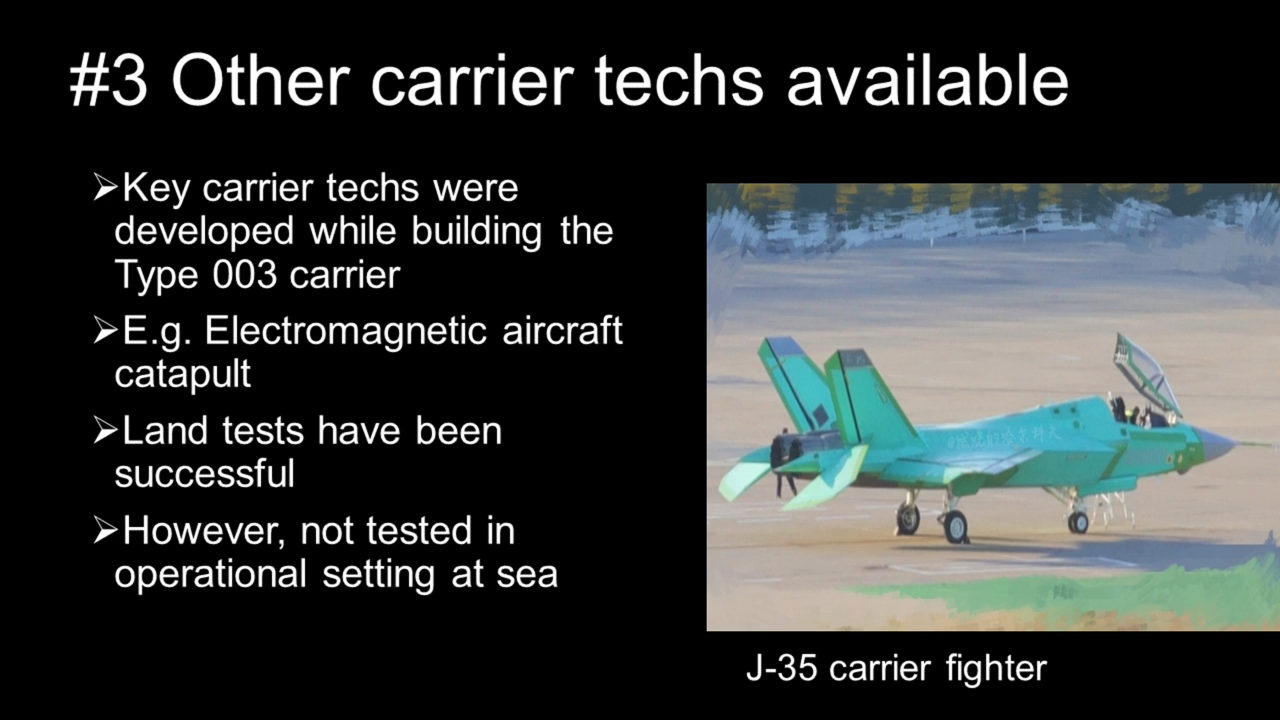 #3 Other carrier techs available
➢Key carrier techs were
developed while building the
Type 003 carrier
➢E.g. Electromagnetic aircraft
catapult
➢Land tests have been
successful
➢However, not tested in
operational setting at sea
J-35 carrier fighter